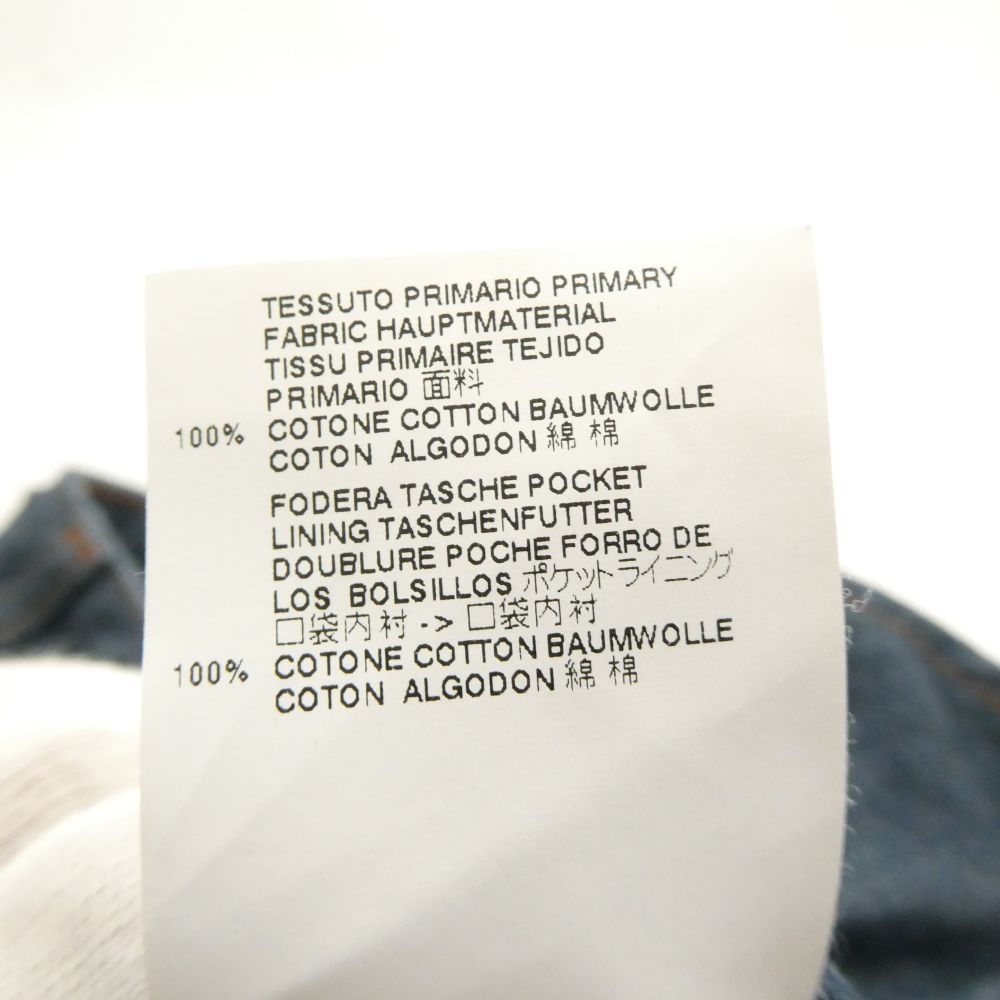 TESSUTO PRIMARIO PRIMARY
FABRIC HAUPTMATERIAL
TISSU PRIMAIRE TEJIDO
PRIMARIO 面料
100% COTONE COTTON BAUMWOLLE
COTON ALGODON 綿 棉
FODERA TASCHE POCKET
LINING TASCHENFUTTER
DOUBLURE POCHE FORRO DE
LOS BOLSILLOS ポケットライニング
口袋内衬 -> 口袋内衬
100% COTONE COTTON BAUMWOLLE
COTON ALGODON 綿 棉